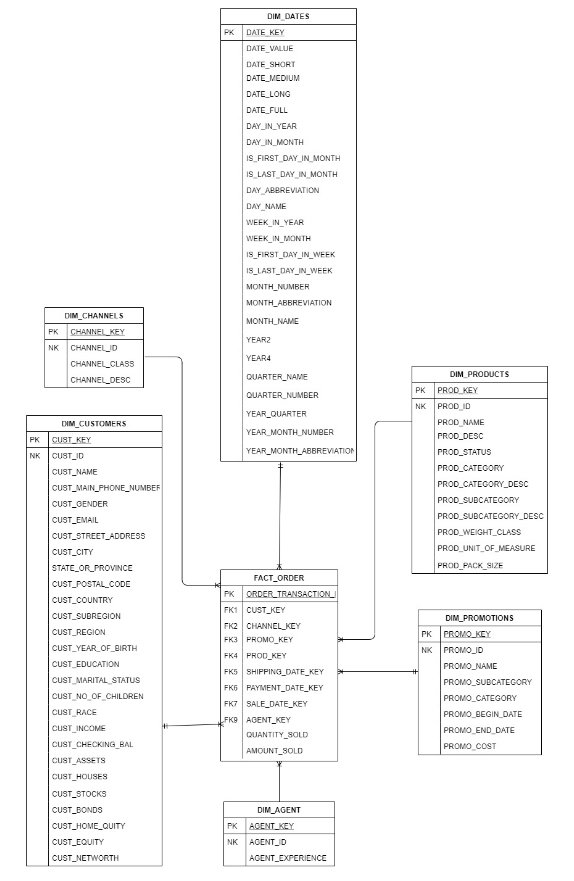 DIM_DATES
PK DATE_KEY
DATE_VALUE
DATE_SHORT
DATE_MEDIUM
DATE_LONG
DATE_FULL
DAY_IN_YEAR
DAY_IN_MONTH
IS_FIRST_DAY_IN_MONTH
IS_LAST_DAY_IN_MONTH
DAY_ABBREVIATION
DAY_NAME
WEEK_IN_YEAR
WEEK_IN_MONTH
IS_FIRST_DAY_IN_WEEK
IS_LAST_DAY_IN_WEEK
MONTH_NUMBER
MONTH_ABBREVIATION
MONTH_NAME
YEAR2
YEAR4
QUARTER_NAME
QUARTER_NUMBER
YEAR_QUARTER
YEAR_MONTH_NUMBER
YEAR_MONTH_ABBREVIATION
DIM_CHANNELS
PK CHANNEL_KEY
NK CHANNEL_ID
CHANNEL_CLASS
CHANNEL_DESC
DIM_PRODUCTS
PK PROD_KEY
NK PROD_ID
PROD_NAME
PROD_DESC
PROD_STATUS
PROD_CATEGORY
PROD_CATEGORY_DESC
PROD_SUBCATEGORY
PROD_SUBCATEGORY_DESC
PROD_WEIGHT_CLASS
PROD_UNIT_OF_MEASURE
PROD_PACK_SIZE
DIM_CUSTOMERS
PK CUST_KEY
NK CUST_ID
CUST_NAME
CUST_MAIN_PHONE_NUMBER
CUST_GENDER
CUST_EMAIL
CUST_STREET_ADDRESS
CUST_CITY
STATE_OR_PROVINCE
CUST_POSTAL_CODE
CUST_COUNTRY
CUST_SUBREGION
CUST_REGION
CUST_YEAR_OF_BIRTH
CUST_EDUCATION
CUST_MARITAL_STATUS
CUST_NO_OF_CHILDREN
CUST_RACE
CUST_INCOME
CUST_CHECKING_BAL
CUST_ASSETS
CUST_HOUSES
CUST_STOCKS
CUST_BONDS
CUST_HOME_QUITY
CUST_EQUITY
CUST_NETWORTH
FACT_ORDER
PK ORDER_TRANSACTION_I
FK1 CUST_KEY
FK2 CHANNEL_KEY
FK3 PROMO_KEY
FK4 PROD_KEY
FK5 SHIPPING_DATE_KEY
FK6 PAYMENT_DATE_KEY
FK7 SALE_DATE_KEY
FK9 AGENT_KEY
QUANTITY_SOLD
AMOUNT_SOLD
DIM_PROMOTIONS
PK PROMO_KEY
NK PROMO_ID
PROMO_NAME
PROMO_SUBCATEGORY
PROMO_CATEGORY
PROMO_BEGIN_DATE
PROMO_END_DATE
PROMO_COST
DIM_AGENT
PK AGENT_KEY
NK AGENT_ID
AGENT_EXPERIENCE